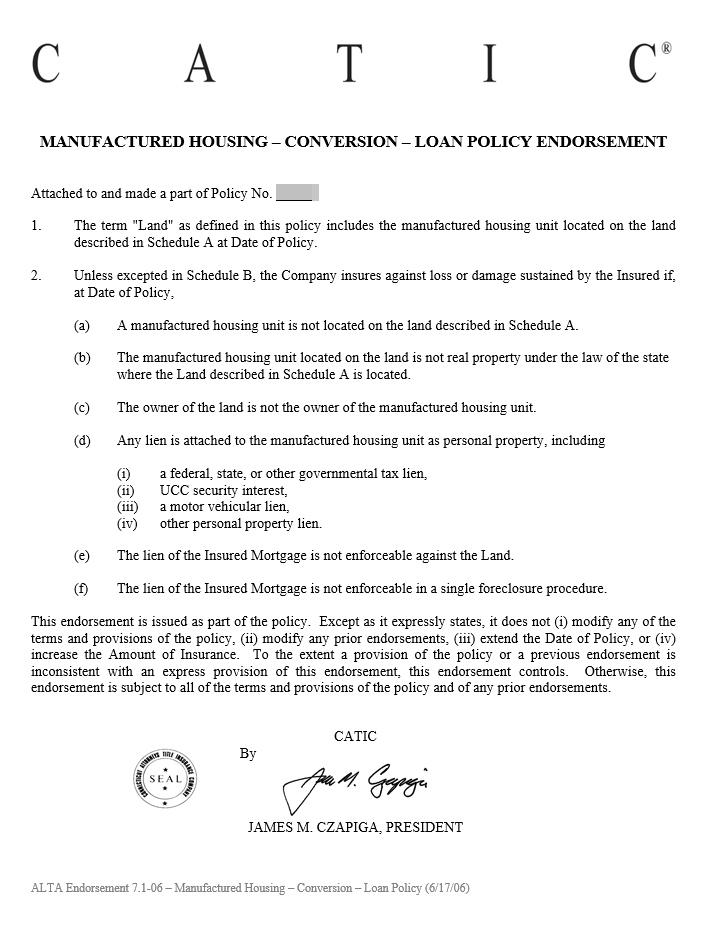 C A T I C®
MANUFACTURED HOUSING – CONVERSION – LOAN POLICY ENDORSEMENT
Attached to and made a part of Policy No. _____
1. The term "Land" as defined in this policy includes the manufactured housing unit located on the land
described in Schedule A at Date of Policy.
2. Unless excepted in Schedule B, the Company insures against loss or damage sustained by the Insured if,
at Date of Policy,
(a) A manufactured housing unit is not located on the land described in Schedule A.
(b) The manufactured housing unit located on the land is not real property under the law of the state
where the Land described in Schedule A is located.
(c) The owner of the land is not the owner of the manufactured housing unit.
(d) Any lien is attached to the manufactured housing unit as personal property, including
(i) a federal, state, or other governmental tax lien,
(ii) UCC security interest,
(iii) a motor vehicular lien,
(iv) other personal property lien.
(e) The lien of the Insured Mortgage is not enforceable against the Land.
(f) The lien of the Insured Mortgage is not enforceable in a single foreclosure procedure.
This endorsement is issued as part of the policy. Except as it expressly states, it does not (i) modify any of the
terms and provisions of the policy, (ii) modify any prior endorsements, (iii) extend the Date of Policy, or (iv)
increase the Amount of Insurance. To the extent a provision of the policy or a previous endorsement is
inconsistent with an express provision of this endorsement, this endorsement controls. Otherwise, this
endorsement is subject to all of the terms and provisions of the policy and of any prior endorsements.
CATIC
By
CONNECTICUT ATTORNEYS TITLE INSURANCE COMPANY
SEAL
JAMES M. CZAPIGA, PRESIDENT
ALTA Endorsement 7.1-06 – Manufactured Housing – Conversion – Loan Policy (6/17/06)